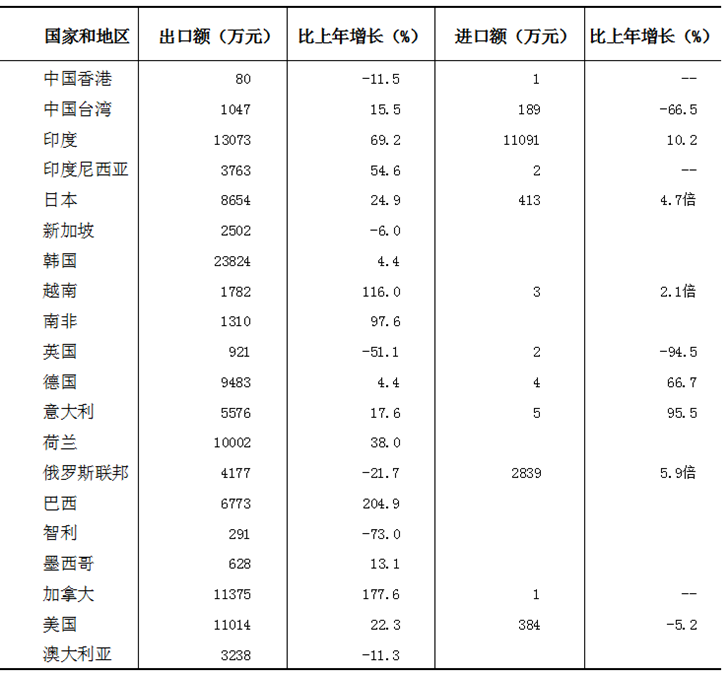 国家和地区 出口额（万元） 比上年增长（%） 进口额（万元） 比上年增长（%）
中国香港 80 -11.5 1 --
中国台湾 1047 15.5 189 -66.5
印度 13073 69.2 11091 10.2
印度尼西亚 3763 54.6 2 --
日本 8654 24.9 413 4.7倍
新加坡 2502 -6.0
韩国 23824 4.4
越南 1782 116.0 3 2.1倍
南非 1310 97.6
英国 921 -51.1 2 -94.5
德国 9483 4.4 4 66.7
意大利 5576 17.6 5 95.5
荷兰 10002 38.0
俄罗斯联邦 4177 -21.7 2839 5.9倍
巴西 6773 204.9
智利 291 -73.0
墨西哥 628 13.1
加拿大 11375 177.6 1 --
美国 11014 22.3 384 -5.2
澳大利亚 3238 -11.3